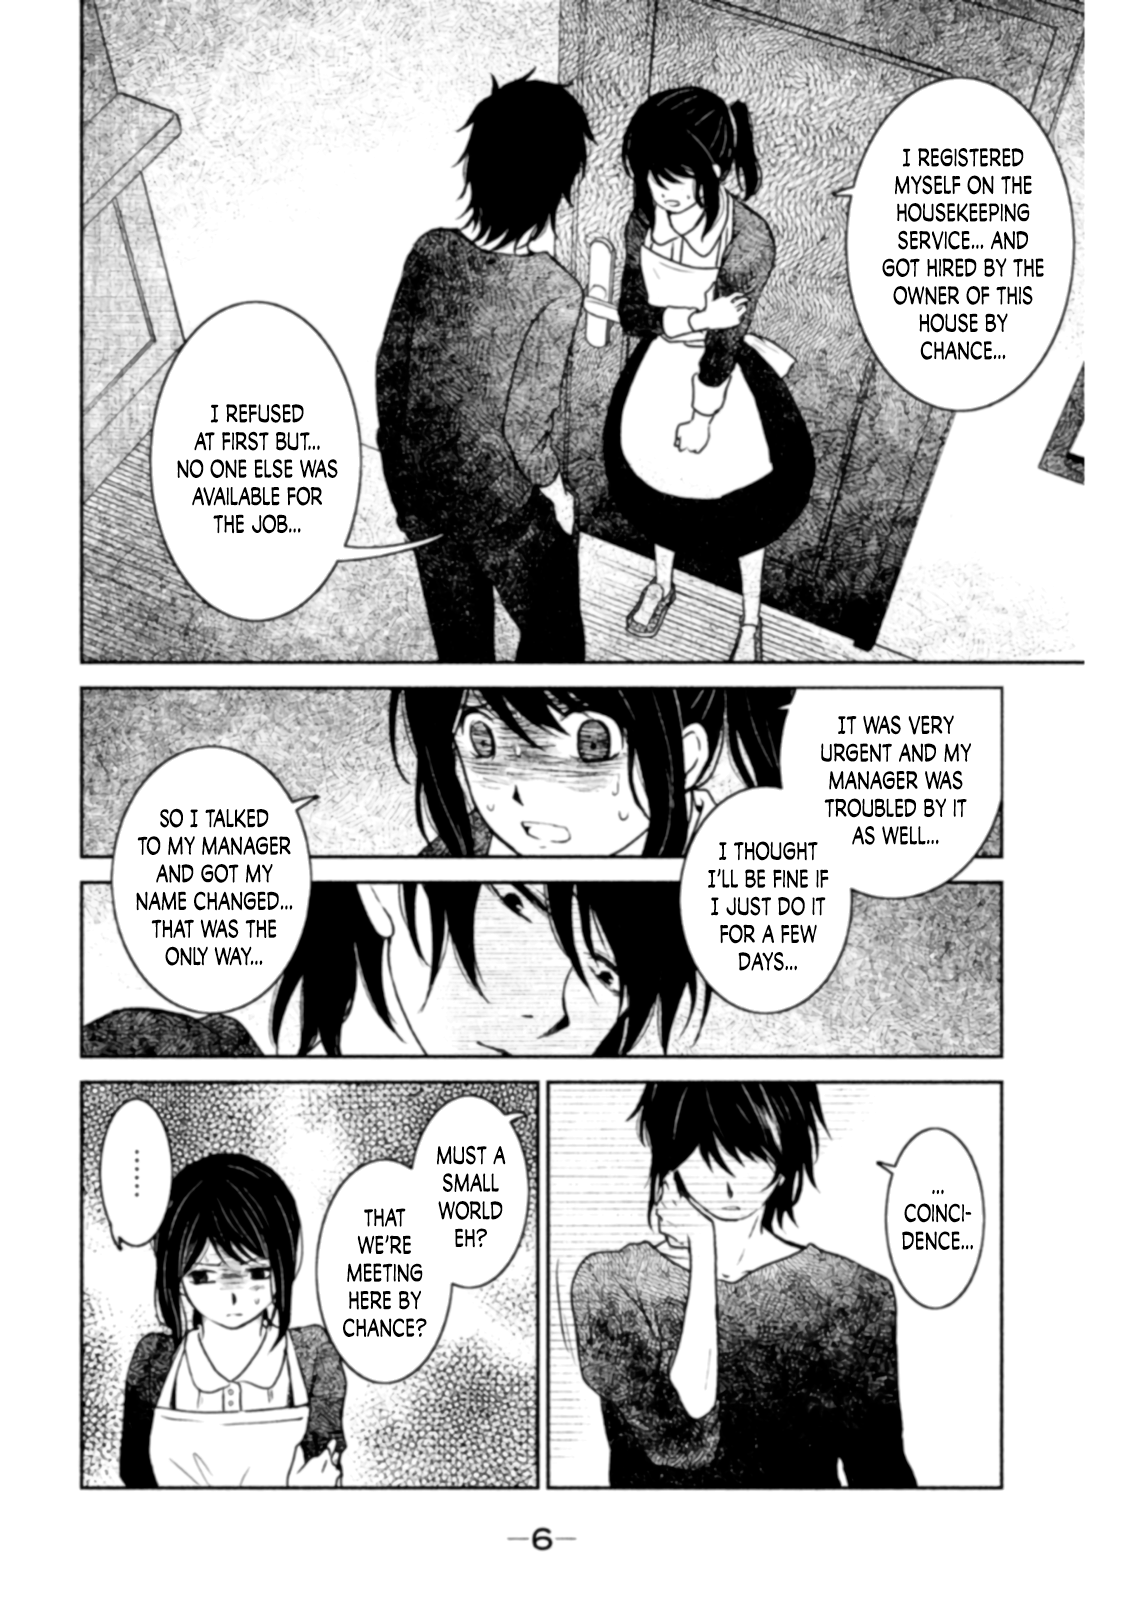 I REGISTERED
MYSELF ON THE
HOUSEKEEPING
SERVICE... AND
GOT HIRED BY THE
OWNER OF THIS
HOUSE BY
CHANCE...
I REFUSED
AT FIRST BUT...
NO ONE ELSE WAS
AVAILABLE FOR
THE JOB...
IT WAS VERY
URGENT AND MY
MANAGER WAS
TROUBLED BY IT
AS WELL...
I THOUGHT
I'LL BE FINE IF
I JUST DO IT
FOR A FEW
DAYS...
SO I TALKED
TO MY MANAGER
AND GOT MY
NAME CHANGED...
THAT WAS THE
ONLY WAY...
...
COINCI-
DENCE...
MUST A
SMALL
WORLD
EH?
THAT
WE'RE
MEETING
HERE BY
CHANCE?
.......
—6—